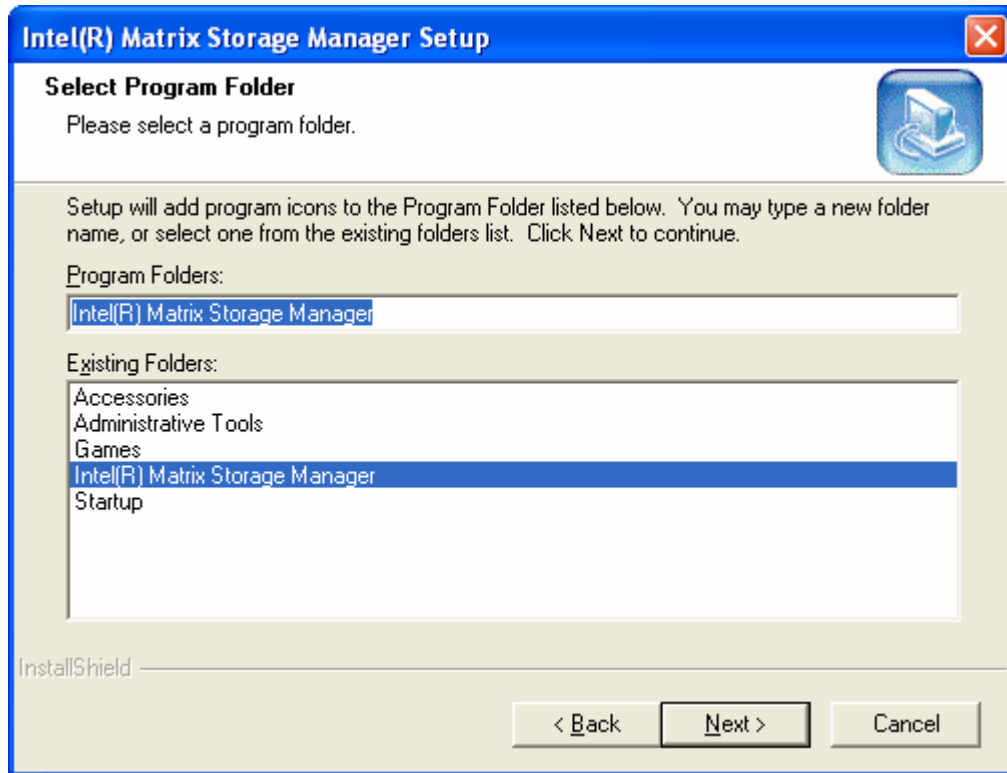 Intel(R) Matrix Storage Manager Setup
Select Program Folder
Please select a program folder.
Setup will add program icons to the Program Folder listed below. You may type a new folder
name, or select one from the existing folders list. Click Next to continue.
Program Folders:
Intel(R) Matrix Storage Manager
Existing Folders:
Accessories
Administrative Tools
Games
Intel(R) Matrix Storage Manager
Startup
InstallShield
< Back Next > Cancel